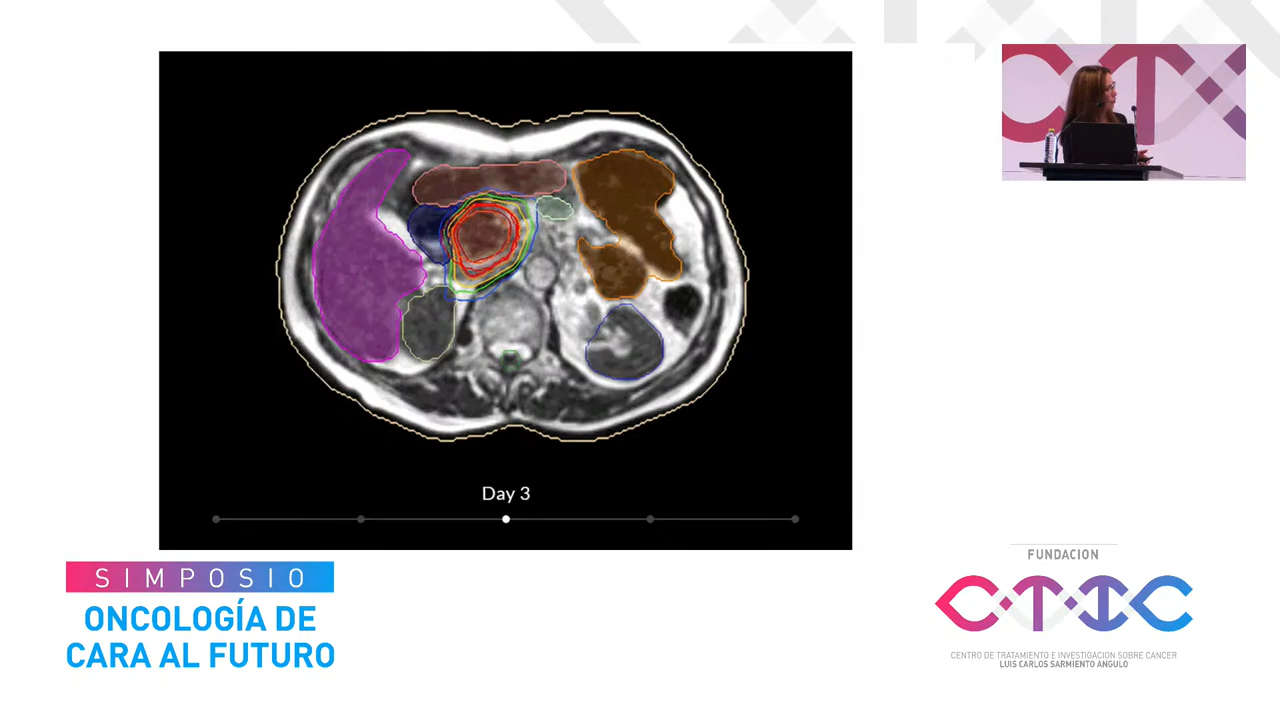 Day 3
SIMPOSIO
ONCOLOGÍA DE
CARA AL FUTURO
FUNDACION
CTIC
CENTRO DE TRATAMIENTO E INVESTIGACION SOBRE CANCER
LUIS CARLOS SARMIENTO ANGULO